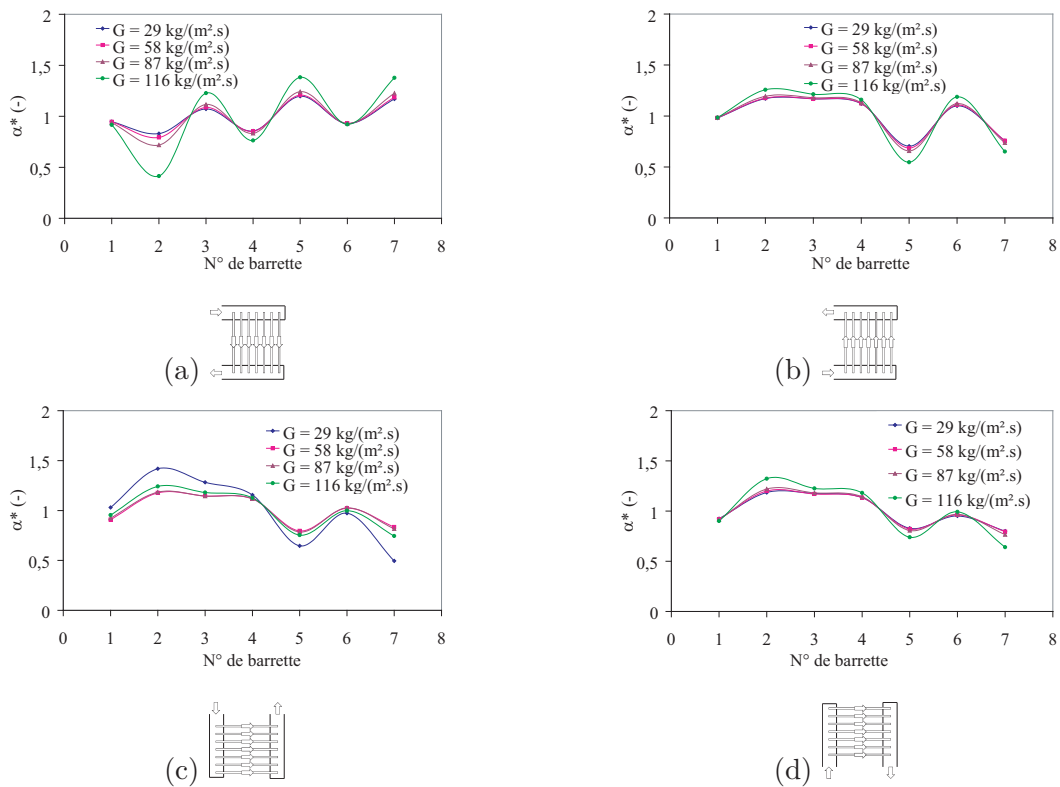 2
1,5
1
0,5
0
α* (-)
G = 29 kg/(m².s)
G = 58 kg/(m².s)
G = 87 kg/(m².s)
G = 116 kg/(m².s)
0 1 2 3 4 5 6 7 8
N° de barrette
(a)
2
1,5
1
0,5
0
α* (-)
G = 29 kg/(m².s)
G = 58 kg/(m².s)
G = 87 kg/(m².s)
G = 116 kg/(m².s)
0 1 2 3 4 5 6 7 8
N° de barrette
(b)
2
1,5
1
0,5
0
α* (-)
G = 29 kg/(m².s)
G = 58 kg/(m².s)
G = 87 kg/(m².s)
G = 116 kg/(m².s)
0 1 2 3 4 5 6 7 8
N° de barrette
(c)
2
1,5
1
0,5
0
α* (-)
G = 29 kg/(m².s)
G = 58 kg/(m².s)
G = 87 kg/(m².s)
G = 116 kg/(m².s)
0 1 2 3 4 5 6 7 8
N° de barrette
(d)